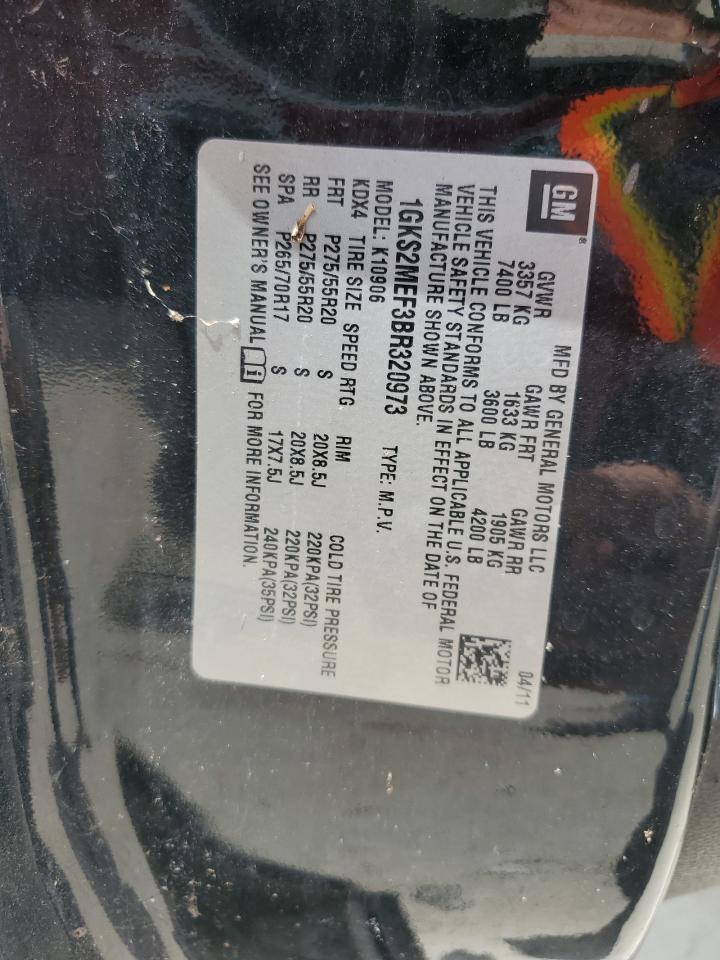 GM®
MFD BY GENERAL MOTORS LLC 04/11
GVWR GAWR FRT GAWR RR
3357 KG 1633 KG 1905 KG
7400 LB 3600 LB 4200 LB
THIS VEHICLE CONFORMS TO ALL APPLICABLE U.S. FEDERAL MOTOR
VEHICLE SAFETY STANDARDS IN EFFECT ON THE DATE OF
MANUFACTURE SHOWN ABOVE.
1GKS2MEF3BR320973 TYPE: M.P.V.
MODEL: K10906
KDX4 TIRE SIZE SPEED RTG RIM COLD TIRE PRESSURE
FRT P275/55R20 S 20X8.5J 220KPA(32PSI)
RR P275/55R20 S 20X8.5J 220KPA(32PSI)
SPA P265/70R17 S 17X7.5J 240KPA(35PSI)
SEE OWNER'S MANUAL FOR MORE INFORMATION.